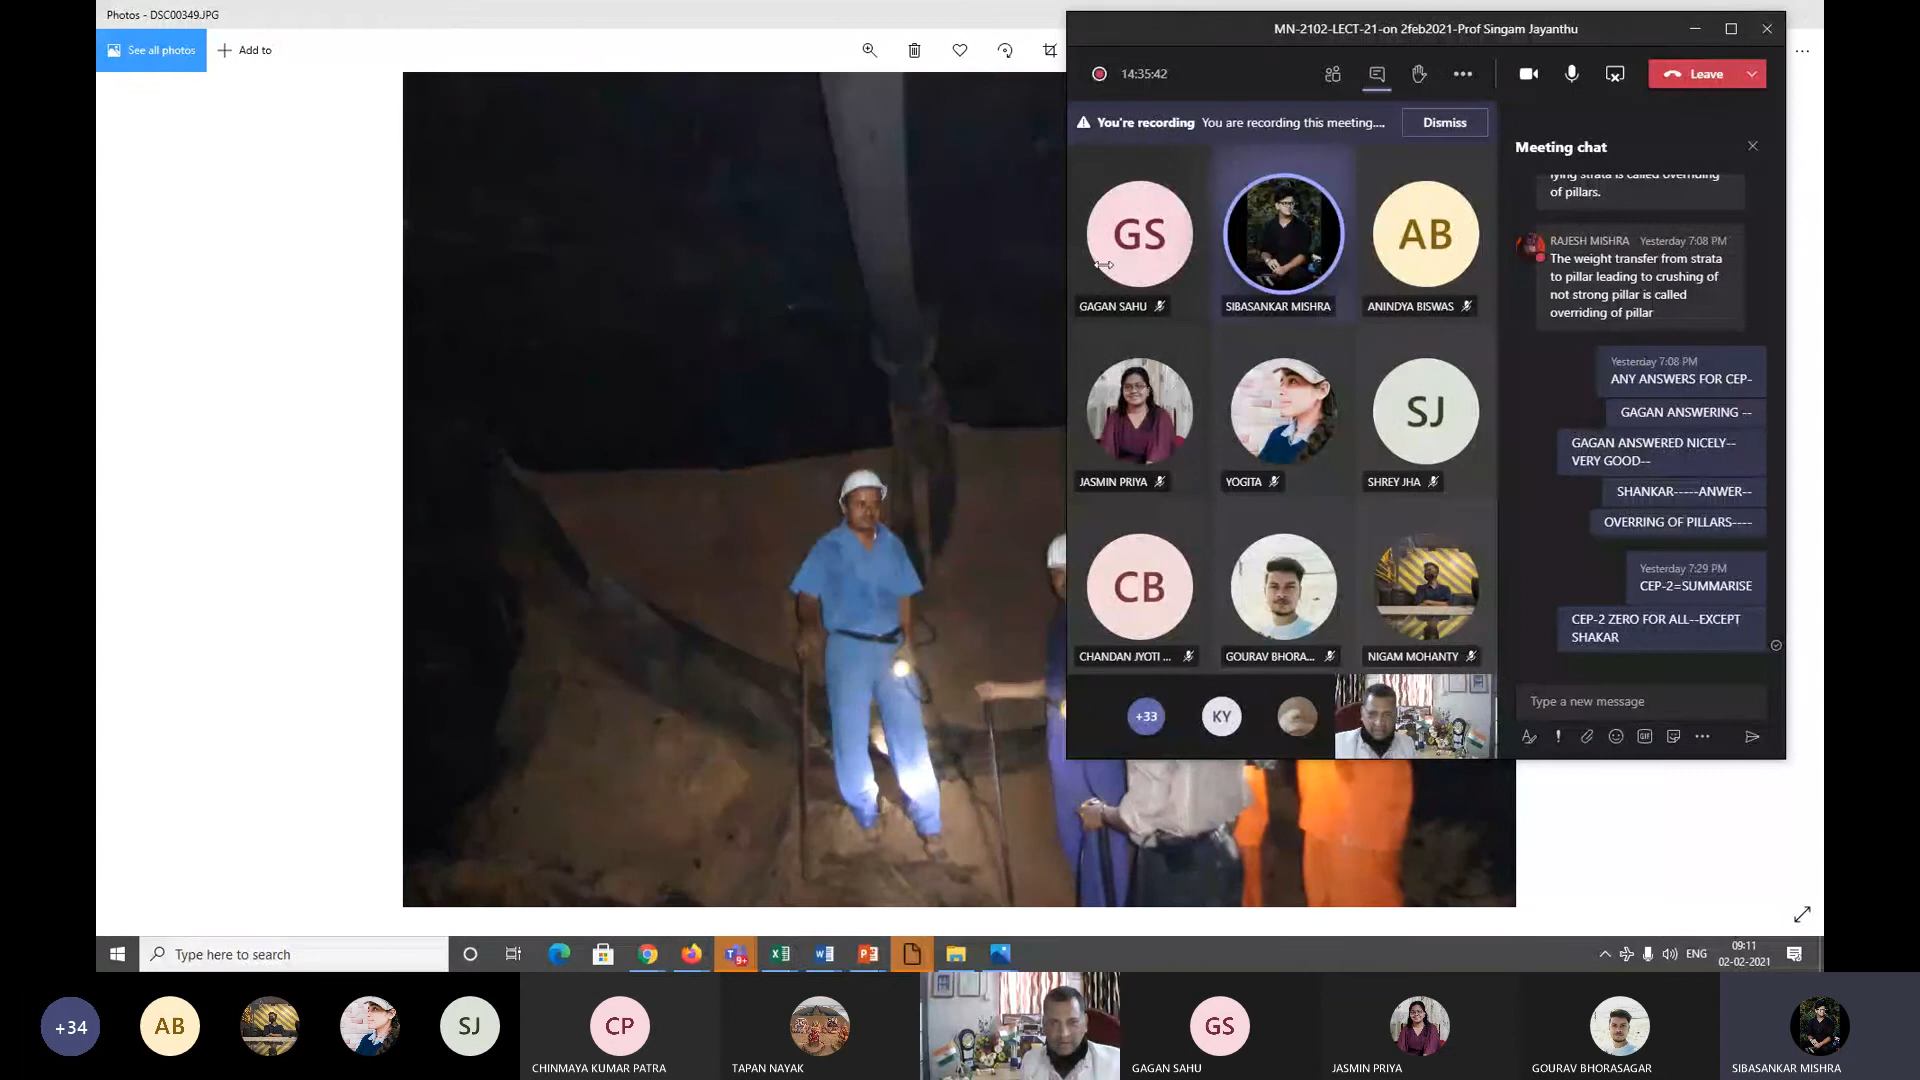 Photos - DSC00349.JPG
See all photos
Add to
MN-2102-LECT-21-on 2feb2021-Prof Singam Jayanthu
14:35:42
Leave
You're recording You are recording this meeting....
Dismiss
Meeting chat
GS
AB
GAGAN SAHU
SIBASANKAR MISHRA
ANINDYA BISWAS
SJ
JASMIN PRIYA
YOGITA
SHREY JHA
CB
CHANDAN JYOTI ...
GOURAV BHORA...
NIGAM MOHANTY
+33
KY
lying strata is called overriding
of pillars.
RAJESH MISHRA Yesterday 7:08 PM
The weight transfer from strata
to pillar leading to crushing of
not strong pillar is called
overriding of pillar
Yesterday 7:08 PM
ANY ANSWERS FOR CEP-
GAGAN ANSWERING --
GAGAN ANSWERED NICELY--
VERY GOOD--
SHANKAR-----ANWER--
OVERRING OF PILLARS----
Yesterday 7:29 PM
CEP-2=SUMMARISE
CEP-2 ZERO FOR ALL--EXCEPT
SHAKAR
Type a new message
GIF
Type here to search
9+
ENG
09:11
02-02-2021
+34
AB
SJ
CP
GS
CHINMAYA KUMAR PATRA
TAPAN NAYAK
GAGAN SAHU
JASMIN PRIYA
GOURAV BHORASAGAR
SIBASANKAR MISHRA